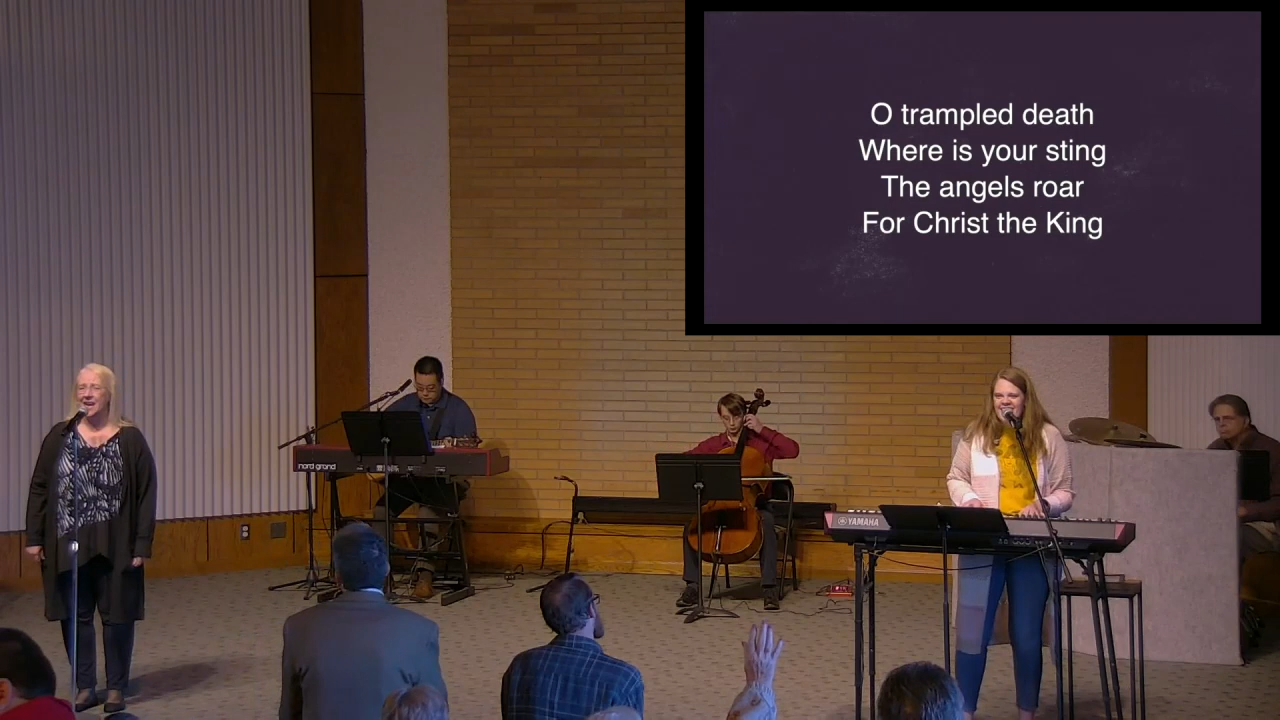 O trampled death
Where is your sting
The angels roar
For Christ the King
nord grand
YAMAHA